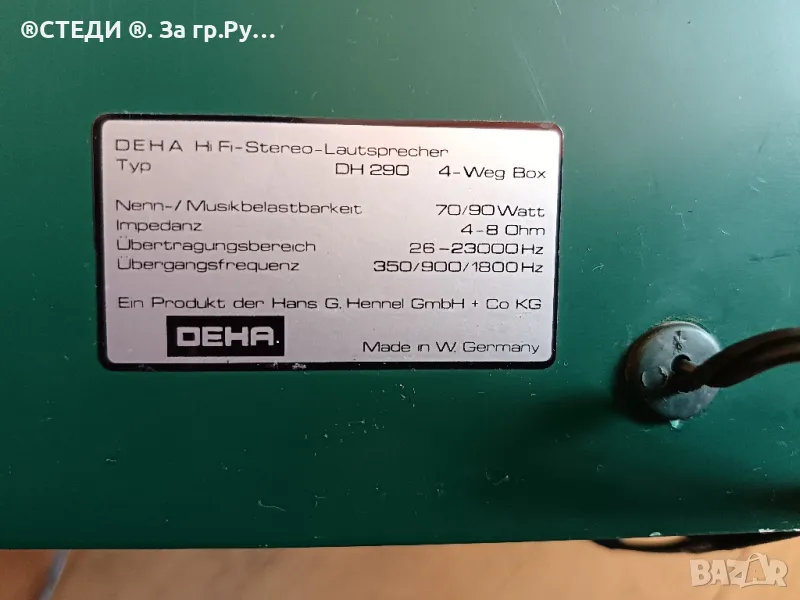 ®СТЕДИ ®. За гр.Ру...
DEHA Hi Fi-Stereo-Lautsprecher
Typ DH 290 4-Weg Box
Nenn-/Musikbelastbarkeit 70/90 Watt
Impedanz 4-8 Ohm
Übertragungsbereich 26-23000 Hz
Übergangsfrequenz 350/900/1800 Hz
Ein Produkt der Hans G. Hennel GmbH + Co KG
DEHA
Made in W. Germany
BAZAR